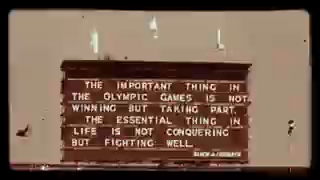 THE IMPORTANT THING IN
THE OLYMPIC GAMES IS NOT
WINNING BUT TAKING PART.
THE ESSENTIAL THING IN
LIFE IS NOT CONQUERING
BUT FIGHTING WELL.